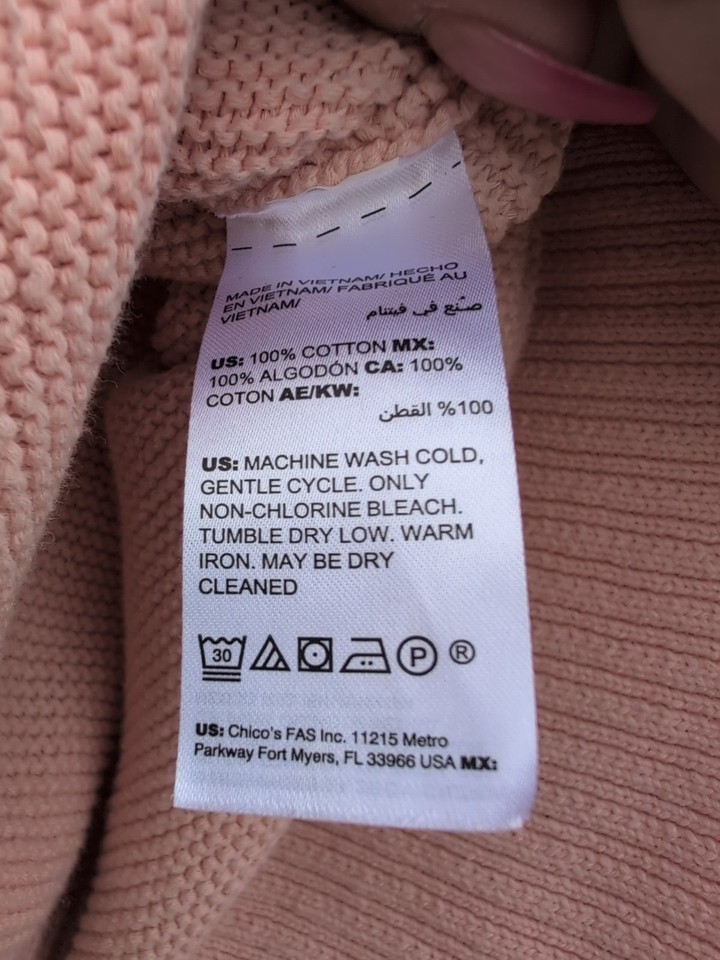 MADE IN VIETNAM/ HECHO
EN VIETNAM/ FABRIQUÉ AU
VIETNAM/
صنع في فيتنام
US: 100% COTTON MX:
100% ALGODÓN CA: 100%
COTON AE/KW:
100% القطن
US: MACHINE WASH COLD,
GENTLE CYCLE. ONLY
NON-CHLORINE BLEACH.
TUMBLE DRY LOW. WARM
IRON. MAY BE DRY
CLEANED
30 P ®
US: Chico's FAS Inc. 11215 Metro
Parkway Fort Myers, FL 33966 USA MX: